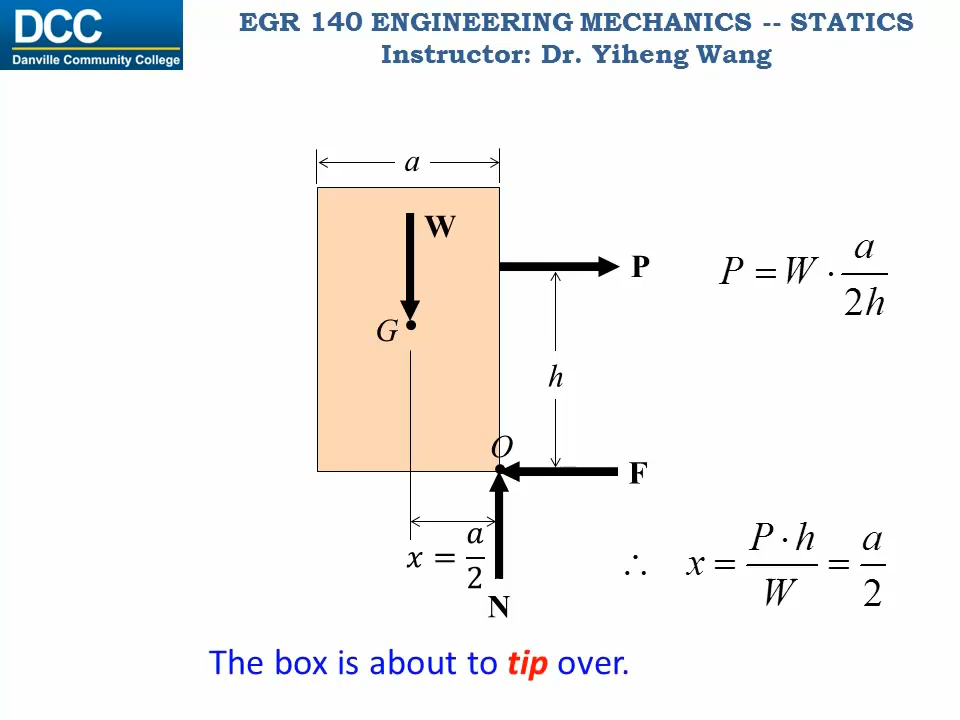 DCC
Danville Community College
EGR 140 ENGINEERING MECHANICS -- STATICS
Instructor: Dr. Yiheng Wang
a
W
P
P = W · a/2h
G
h
O
F
x = a/2
∴ x = P · h/W = a/2
N
The box is about to tip over.